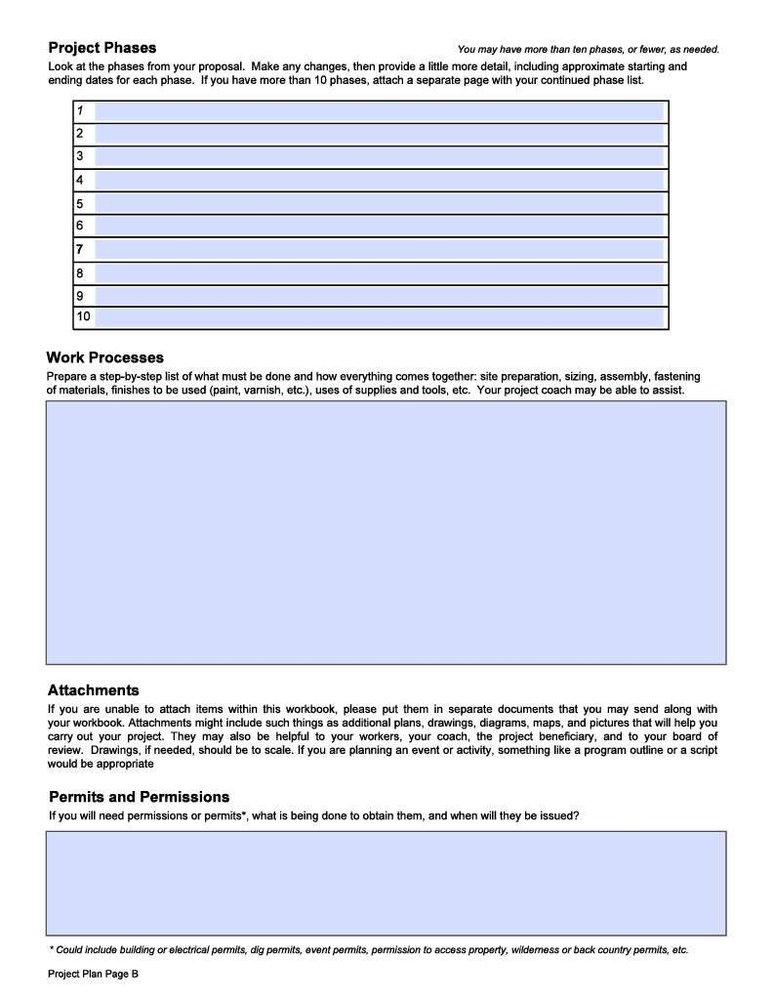 Project Phases
You may have more than ten phases, or fewer, as needed.
Look at the phases from your proposal.  Make any changes, then provide a little more detail, including approximate starting and
ending dates for each phase.  If you have more than 10 phases, attach a separate page with your continued phase list.
1
2
3
4
5
6
7
8
9
10
Work Processes
Prepare a step-by-step list of what must be done and how everything comes together: site preparation, sizing, assembly, fastening
of materials, finishes to be used (paint, varnish, etc.), uses of supplies and tools, etc.  Your project coach may be able to assist.
Attachments
If you are unable to attach items within this workbook, please put them in separate documents that you may send along with
your workbook. Attachments might include such things as additional plans, drawings, diagrams, maps, and pictures that will help you
carry out your project. They may also be helpful to your workers, your coach, the project beneficiary, and to your board of
review.  Drawings, if needed, should be to scale. If you are planning an event or activity, something like a program outline or a script
would be appropriate
Permits and Permissions
If you will need permissions or permits*, what is being done to obtain them, and when will they be issued?
* Could include building or electrical permits, dig permits, event permits, permission to access property, wilderness or back country permits, etc.
Project Plan Page B